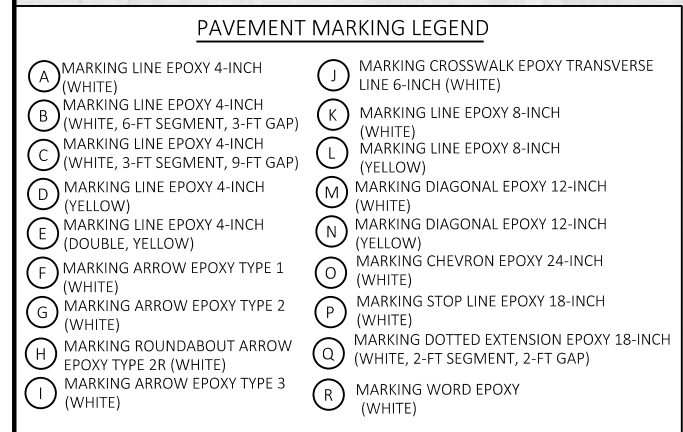 PAVEMENT MARKING LEGEND
A MARKING LINE EPOXY 4-INCH
(WHITE)
B MARKING LINE EPOXY 4-INCH
(WHITE, 6-FT SEGMENT, 3-FT GAP)
C MARKING LINE EPOXY 4-INCH
(WHITE, 3-FT SEGMENT, 9-FT GAP)
D MARKING LINE EPOXY 4-INCH
(YELLOW)
E MARKING LINE EPOXY 4-INCH
(DOUBLE, YELLOW)
F MARKING ARROW EPOXY TYPE 1
(WHITE)
G MARKING ARROW EPOXY TYPE 2
(WHITE)
H MARKING ROUNDABOUT ARROW
EPOXY TYPE 2R (WHITE)
I MARKING ARROW EPOXY TYPE 3
(WHITE)
J MARKING CROSSWALK EPOXY TRANSVERSE
LINE 6-INCH (WHITE)
K MARKING LINE EPOXY 8-INCH
(WHITE)
L MARKING LINE EPOXY 8-INCH
(YELLOW)
M MARKING DIAGONAL EPOXY 12-INCH
(WHITE)
N MARKING DIAGONAL EPOXY 12-INCH
(YELLOW)
O MARKING CHEVRON EPOXY 24-INCH
(WHITE)
P MARKING STOP LINE EPOXY 18-INCH
(WHITE)
Q MARKING DOTTED EXTENSION EPOXY 18-INCH
(WHITE, 2-FT SEGMENT, 2-FT GAP)
R MARKING WORD EPOXY
(WHITE)